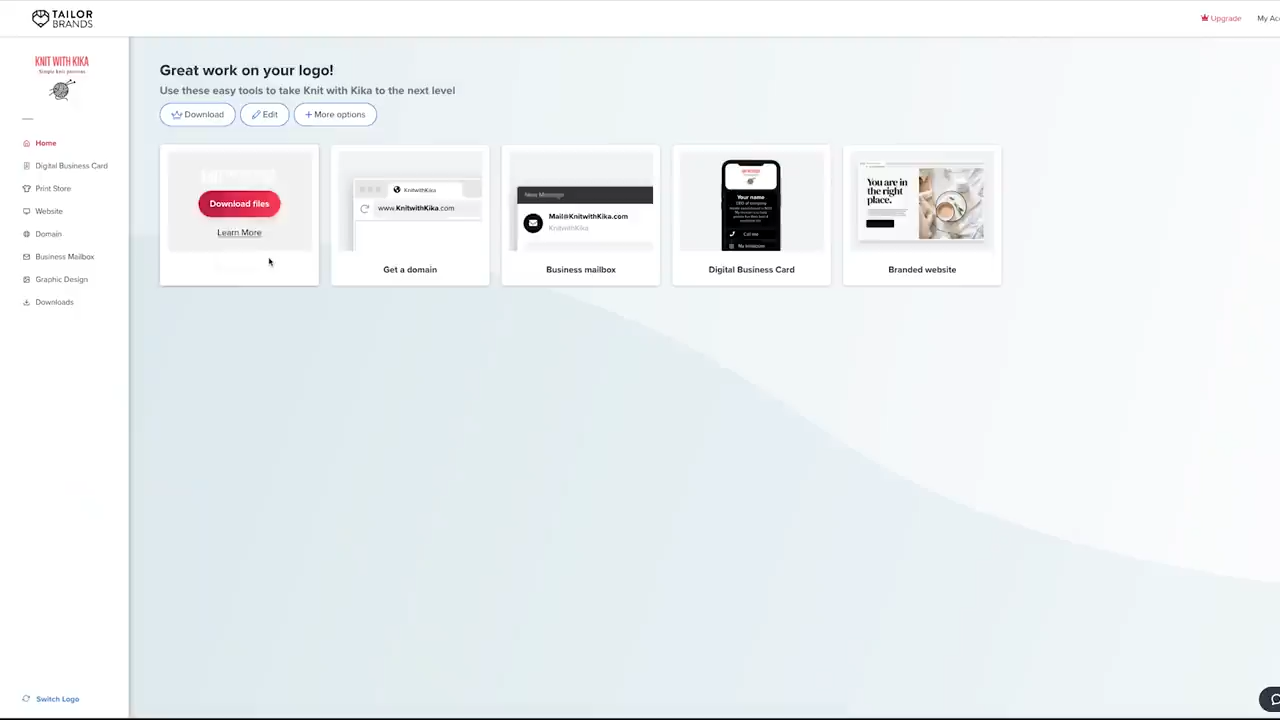 TAILOR
BRANDS
Upgrade
My Acc
KNIT WITH KIKA
Simple knit patterns
Home
Digital Business Card
Print Store
Website
Domain
Business Mailbox
Graphic Design
Downloads
Switch Logo
Great work on your logo!
Use these easy tools to take Knit with Kika to the next level
Download
Edit
+ More options
Download files
Learn More
KnitwithKika
www.KnitwithKika.com
Get a domain
New Message
Mail@KnitwithKika.com
KnitwithKika
Business mailbox
Your name
Call me
Digital Business Card
You are in
the right
place.
Branded website